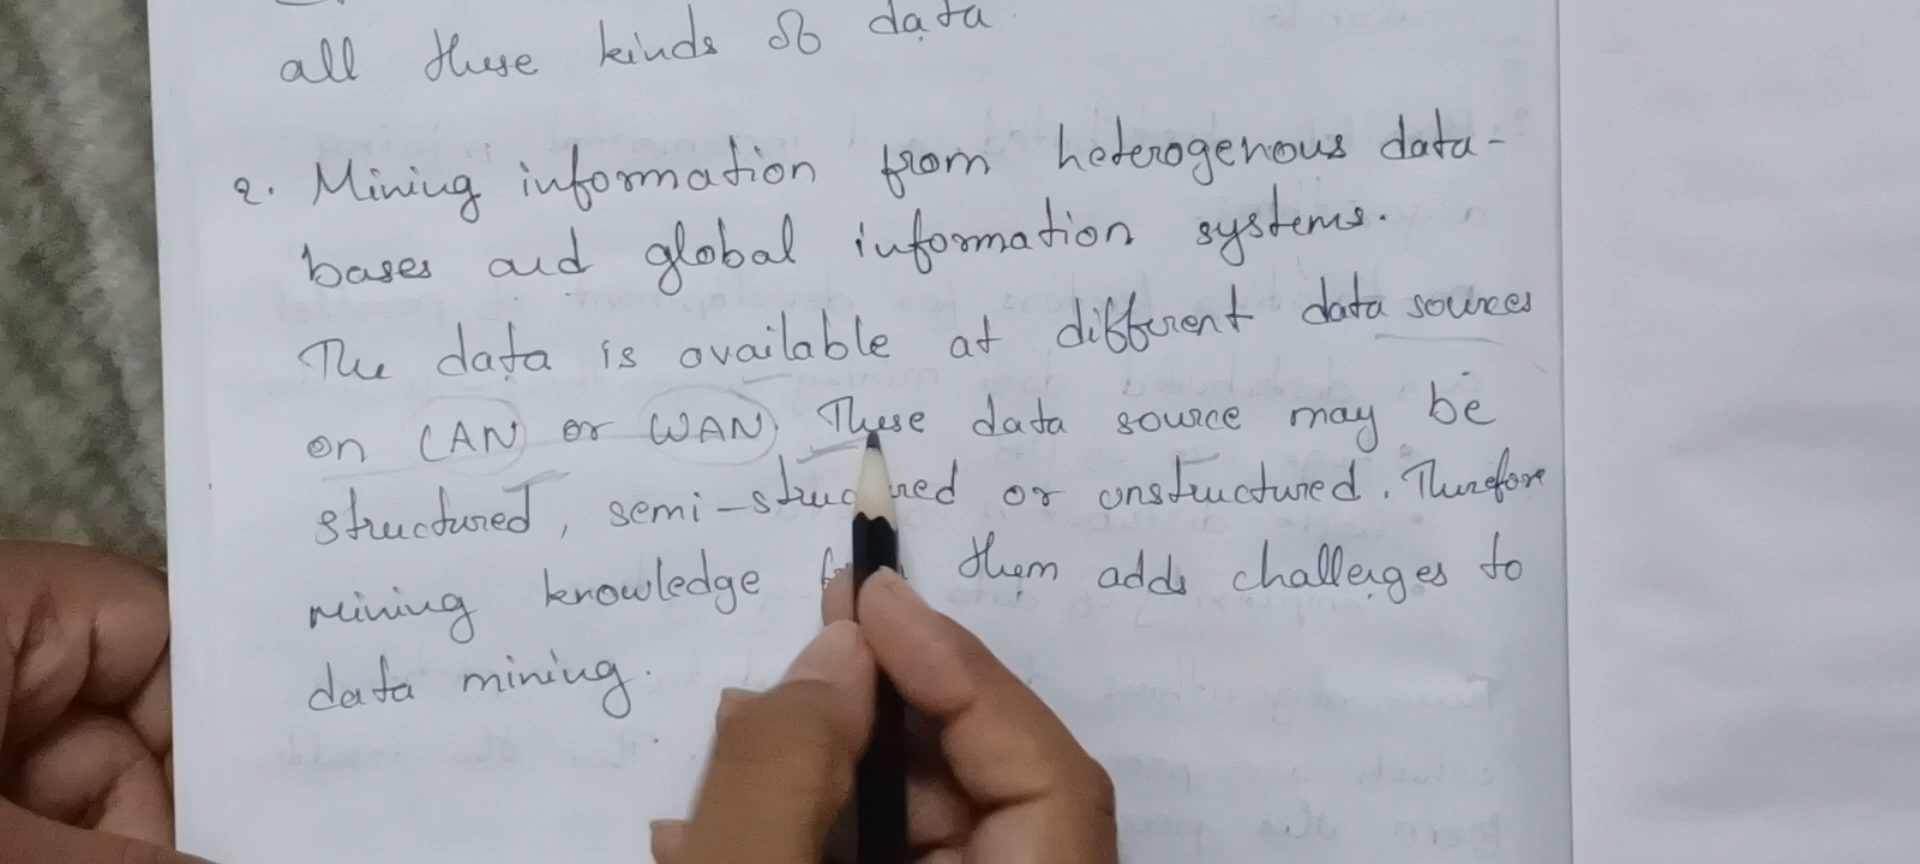 all these kinds of data
2. Mining information from heterogenous data-
bases and global information systems.
The data is available at different data sources
on LAN or WAN. These data source may be
structured, semi-structured or unstructured. Therefore
mining knowledge them adds challenges to
data mining.